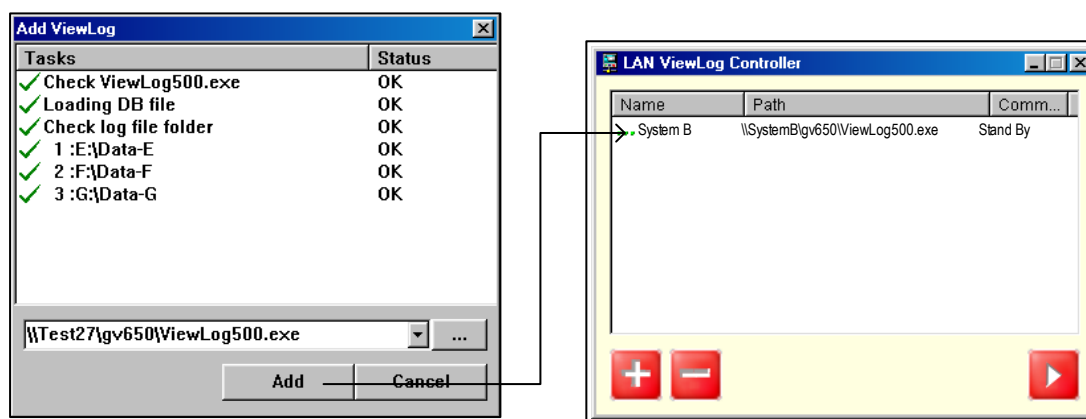 Add ViewLog
Tasks Status
Check ViewLog500.exe OK
Loading DB file OK
Check log file folder OK
1 :E:\Data-E OK
2 :F:\Data-F OK
3 :G:\Data-G OK
\\Test27\gv650\ViewLog500.exe ...
Add Cancel
LAN ViewLog Controller
Name Path Comm...
System B \\SystemB\gv650\ViewLog500.exe Stand By